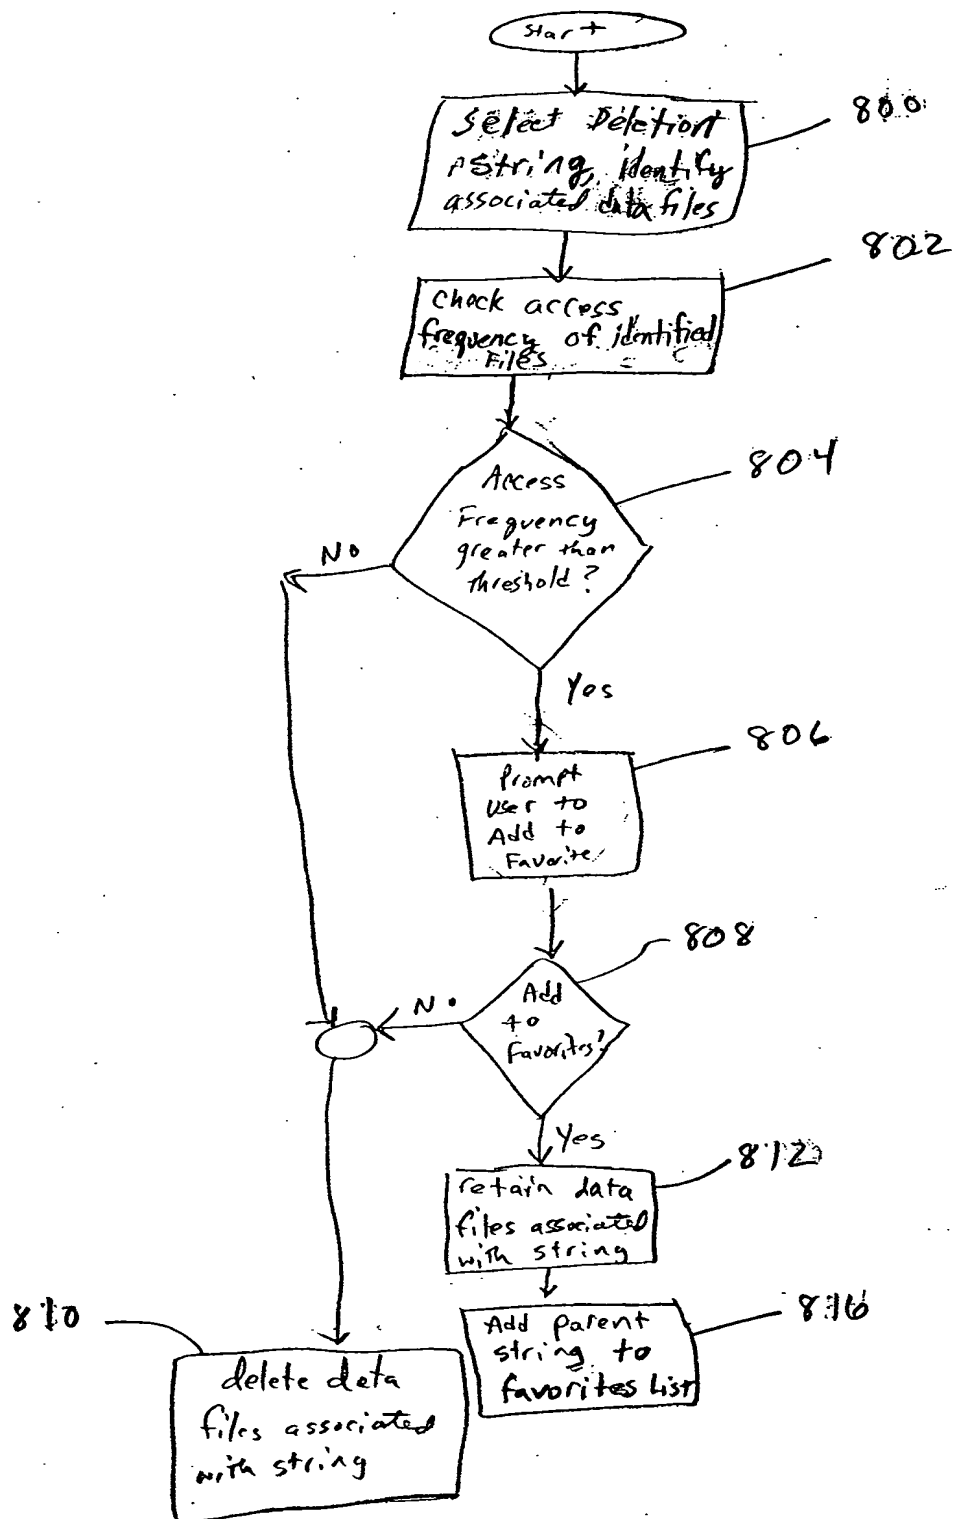 Start
800
Select Deletion
string, identify
associated data files
802
check access
frequency of identified
Files
804
Access
Frequency
greater than
threshold?
No
Yes
806
Prompt
User to
Add to
Favorite
808
Add
to
Favorites?
No
Yes
812
retain data
files associated
with string
816
Add parent
string to
favorites List
810
delete data
files associated
with string